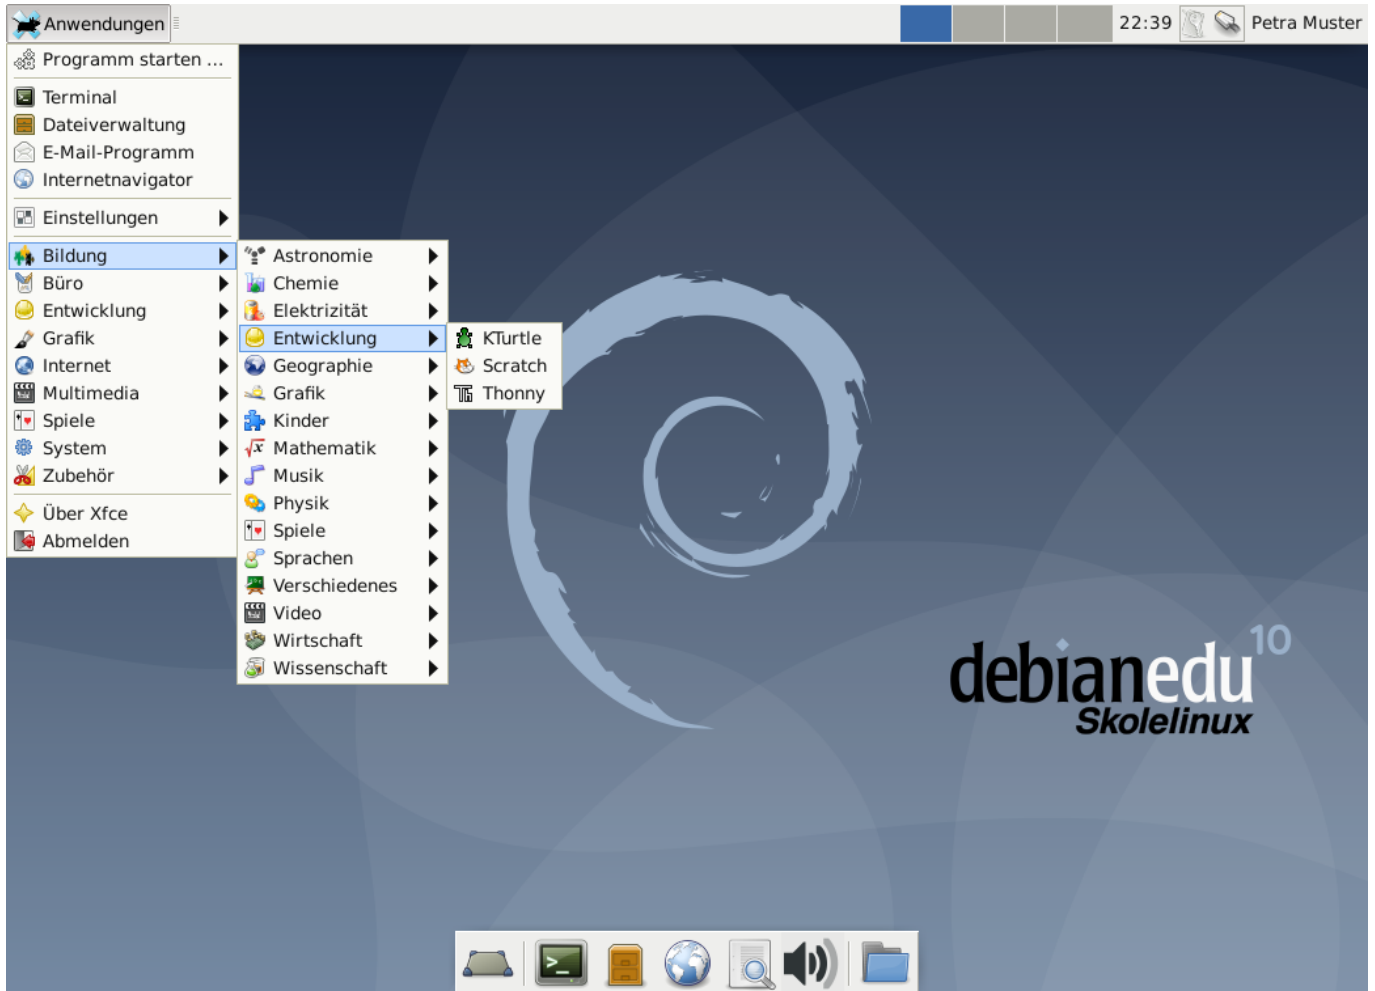 Anwendungen
22:39
Petra Muster
Programm starten ...
Terminal
Dateiverwaltung
E-Mail-Programm
Internetnavigator
Einstellungen
Bildung
Büro
Entwicklung
Grafik
Internet
Multimedia
Spiele
System
Zubehör
Über Xfce
Abmelden
Astronomie
Chemie
Elektrizität
Entwicklung
Geographie
Grafik
Kinder
Mathematik
Musik
Physik
Spiele
Sprachen
Verschiedenes
Video
Wirtschaft
Wissenschaft
KTurtle
Scratch
Thonny
debianedu 10
Skolelinux